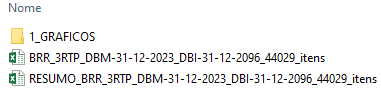 Nome
1_GRAFICOS
BRR_3RTP_DBM-31-12-2023_DBI-31-12-2096_44029_itens
RESUMO_BRR_3RTP_DBM-31-12-2023_DBI-31-12-2096_44029_itens